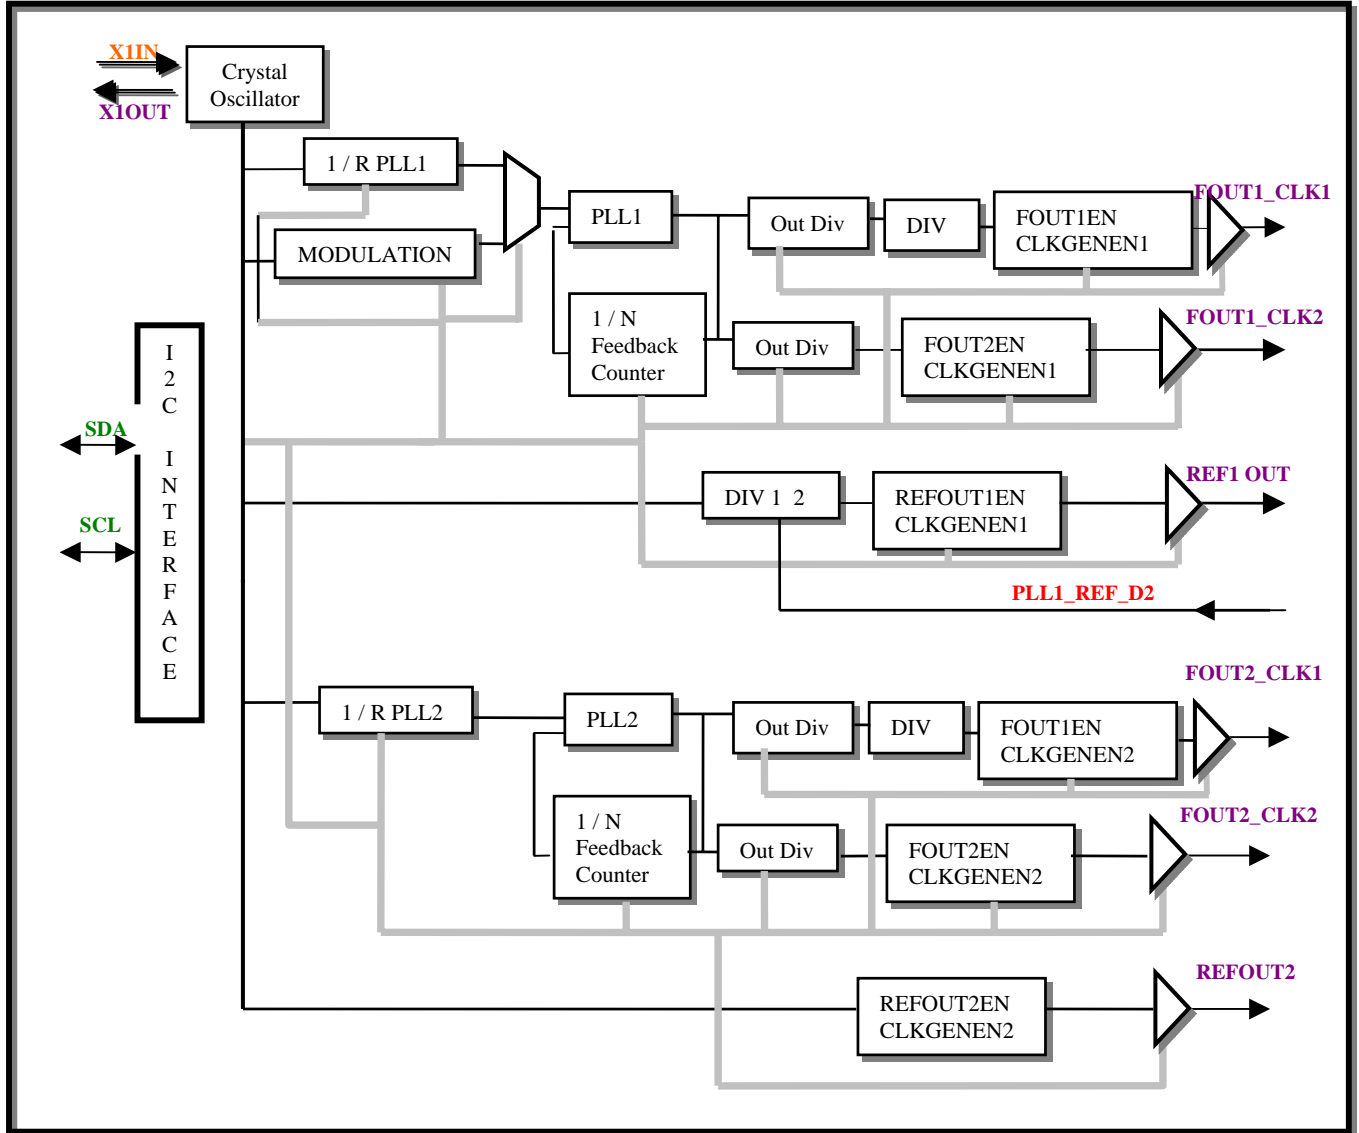 X1IN
X1OUT
Crystal
Oscillator
1 / R PLL1
MODULATION
PLL1
1 / N
Feedback
Counter
Out Div
DIV
FOUT1EN
CLKGENEN1
FOUT1_CLK1
Out Div
FOUT2EN
CLKGENEN1
FOUT1_CLK2
I
2
C
I
N
T
E
R
F
A
C
E
SDA
SCL
DIV 1 2
REFOUT1EN
CLKGENEN1
REF1 OUT
PLL1_REF_D2
1 / R PLL2
PLL2
1 / N
Feedback
Counter
Out Div
DIV
FOUT1EN
CLKGENEN2
FOUT2_CLK1
Out Div
FOUT2EN
CLKGENEN2
FOUT2_CLK2
REFOUT2EN
CLKGENEN2
REFOUT2